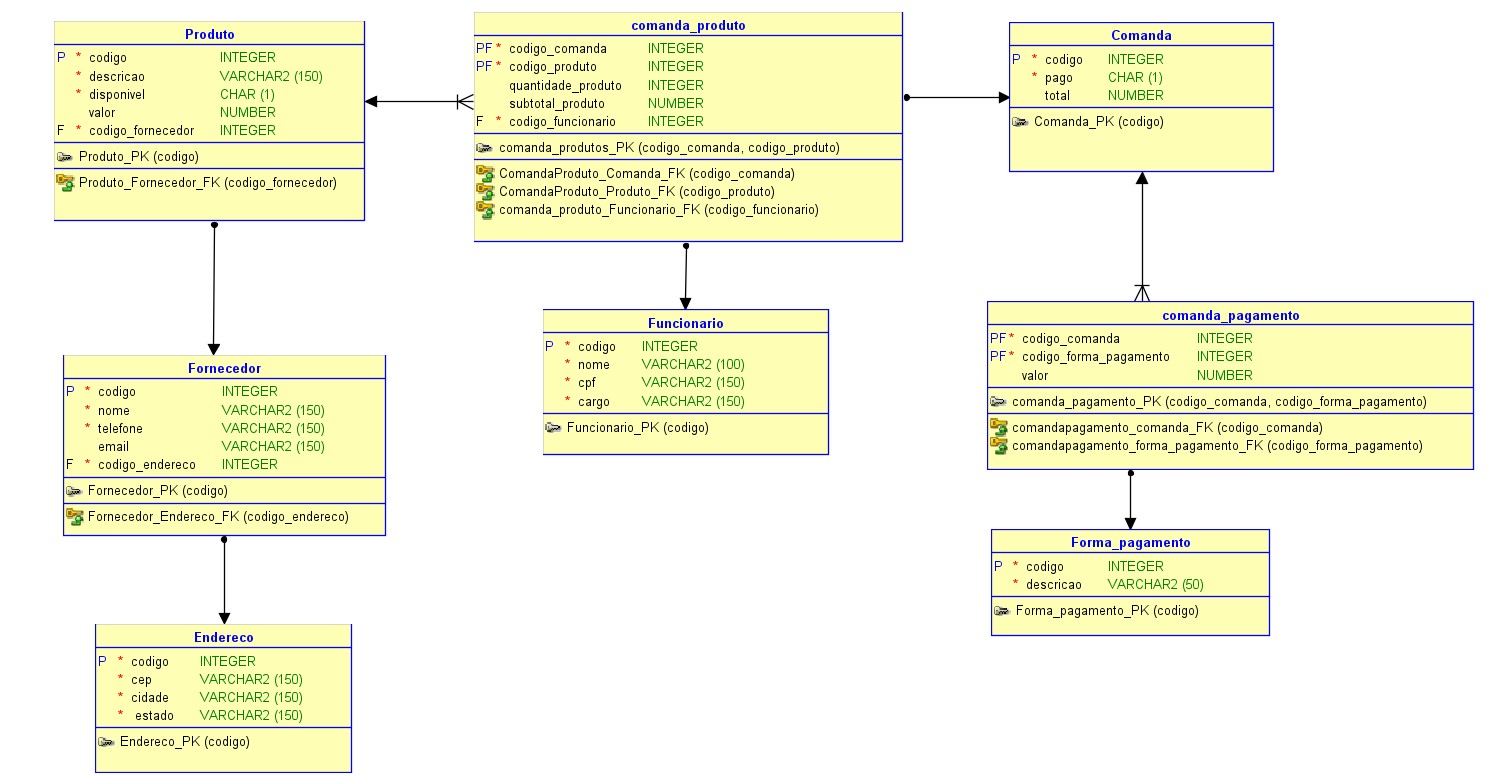 Produto
P * codigo INTEGER
* descricao VARCHAR2 (150)
* disponivel CHAR (1)
valor NUMBER
F * codigo_fornecedor INTEGER
Produto_PK (codigo)
Produto_Fornecedor_FK (codigo_fornecedor)
comanda_produto
PF * codigo_comanda INTEGER
PF * codigo_produto INTEGER
quantidade_produto INTEGER
subtotal_produto NUMBER
F * codigo_funcionario INTEGER
comanda_produtos_PK (codigo_comanda, codigo_produto)
ComandaProduto_Comanda_FK (codigo_comanda)
ComandaProduto_Produto_FK (codigo_produto)
comanda_produto_Funcionario_FK (codigo_funcionario)
Comanda
P * codigo INTEGER
* pago CHAR (1)
total NUMBER
Comanda_PK (codigo)
Fornecedor
P * codigo INTEGER
* nome VARCHAR2 (150)
* telefone VARCHAR2 (150)
email VARCHAR2 (150)
F * codigo_endereco INTEGER
Fornecedor_PK (codigo)
Fornecedor_Endereco_FK (codigo_endereco)
Funcionario
P * codigo INTEGER
* nome VARCHAR2 (100)
* cpf VARCHAR2 (150)
* cargo VARCHAR2 (150)
Funcionario_PK (codigo)
comanda_pagamento
PF * codigo_comanda INTEGER
PF * codigo_forma_pagamento INTEGER
valor NUMBER
comanda_pagamento_PK (codigo_comanda, codigo_forma_pagamento)
comandapagamento_comanda_FK (codigo_comanda)
comandapagamento_forma_pagamento_FK (codigo_forma_pagamento)
Endereco
P * codigo INTEGER
* cep VARCHAR2 (150)
* cidade VARCHAR2 (150)
* estado VARCHAR2 (150)
Endereco_PK (codigo)
Forma_pagamento
P * codigo INTEGER
* descricao VARCHAR2 (50)
Forma_pagamento_PK (codigo)